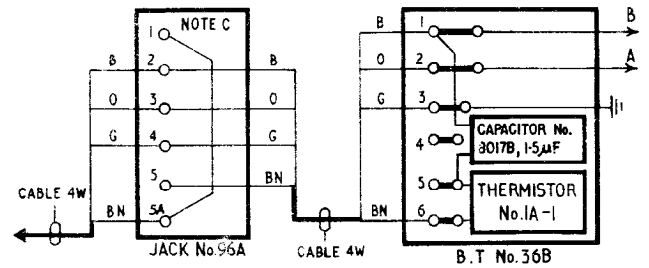 NOTE C
1
B 2 B
O 3 O
G 4 G
5 BN
BN 5A
CABLE 4W
JACK No. 96A
CABLE 4W
B 1 B
O 2 A
G 3
4
5
BN 6
CAPACITOR No.
8017B, 1·5µF
THERMISTOR
No. 1A-1
B.T No. 36B